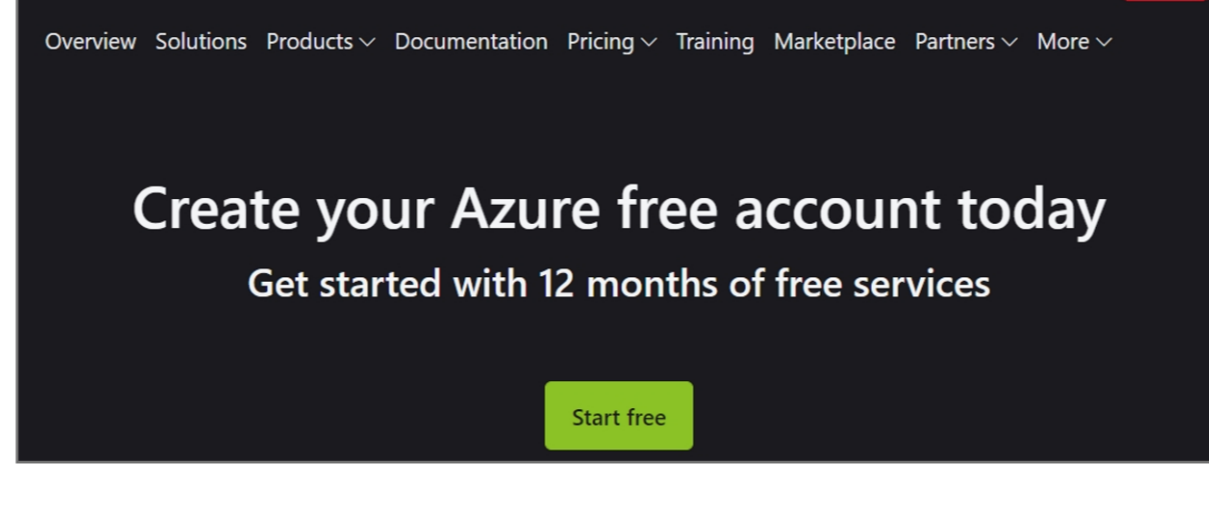 Overview Solutions Products Documentation Pricing Training Marketplace Partners More
Create your Azure free account today
Get started with 12 months of free services
Start free